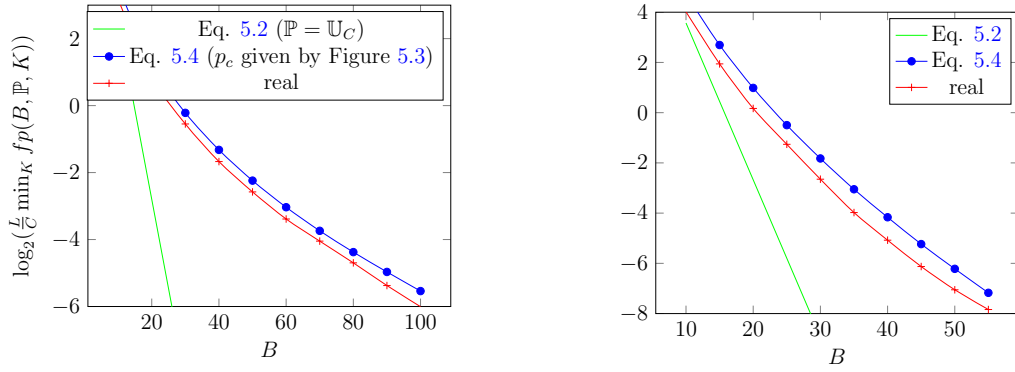 log₂(L/C min_K fp(B, ℙ, K))
2
0
−2
−4
−6
20 40 60 80 100
B
Eq. 5.2 (ℙ = 𝕌_C)
Eq. 5.4 (p_c given by Figure 5.3)
real
4
2
0
−2
−4
−6
−8
10 20 30 40 50
B
Eq. 5.2
Eq. 5.4
real